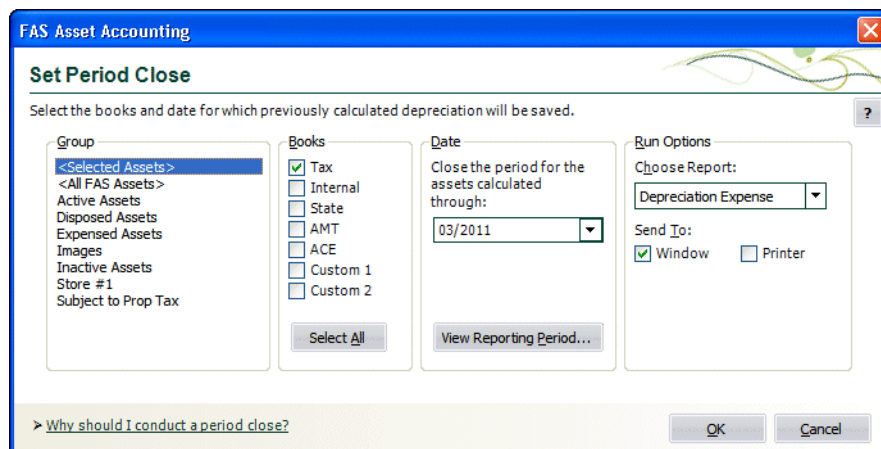 FAS Asset Accounting
Set Period Close
Select the books and date for which previously calculated depreciation will be saved.
?
Group
<Selected Assets>
<All FAS Assets>
Active Assets
Disposed Assets
Expensed Assets
Images
Inactive Assets
Store #1
Subject to Prop Tax
Books
Tax
Internal
State
AMT
ACE
Custom 1
Custom 2
Select All
Date
Close the period for the
assets calculated
through:
03/2011
View Reporting Period...
Run Options
Choose Report:
Depreciation Expense
Send To:
Window
Printer
Why should I conduct a period close?
OK
Cancel